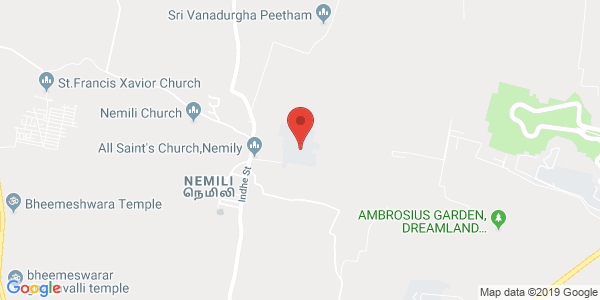 Sri Vanadurgha Peetham
St.Francis Xavior Church
Nemili Church
All Saint's Church,Nemily
NEMILI
நெமிலி
Indhe St
Bheemeshwara Temple
AMBROSIUS GARDEN,
DREAMLAND...
bheemeswarar
valli temple
Google
Map data ©2019 Google